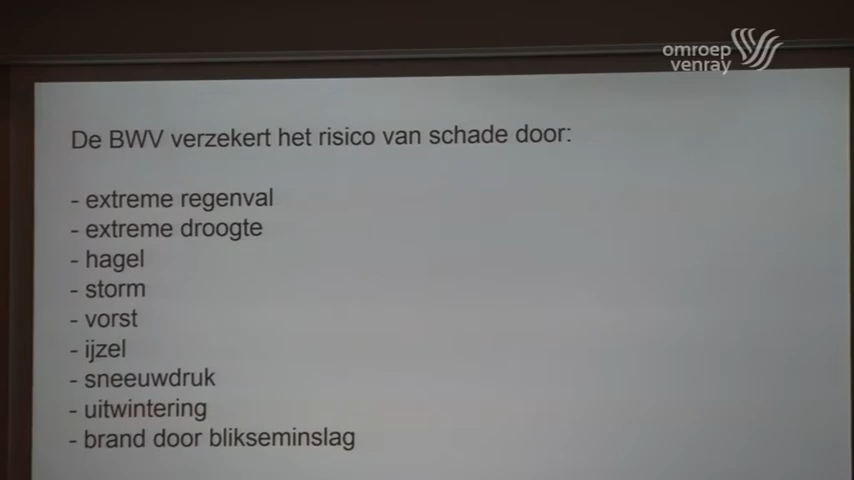 omroep
venray
De BWV verzekert het risico van schade door:
- extreme regenval
- extreme droogte
- hagel
- storm
- vorst
- ijzel
- sneeuwdruk
- uitwintering
- brand door blikseminslag